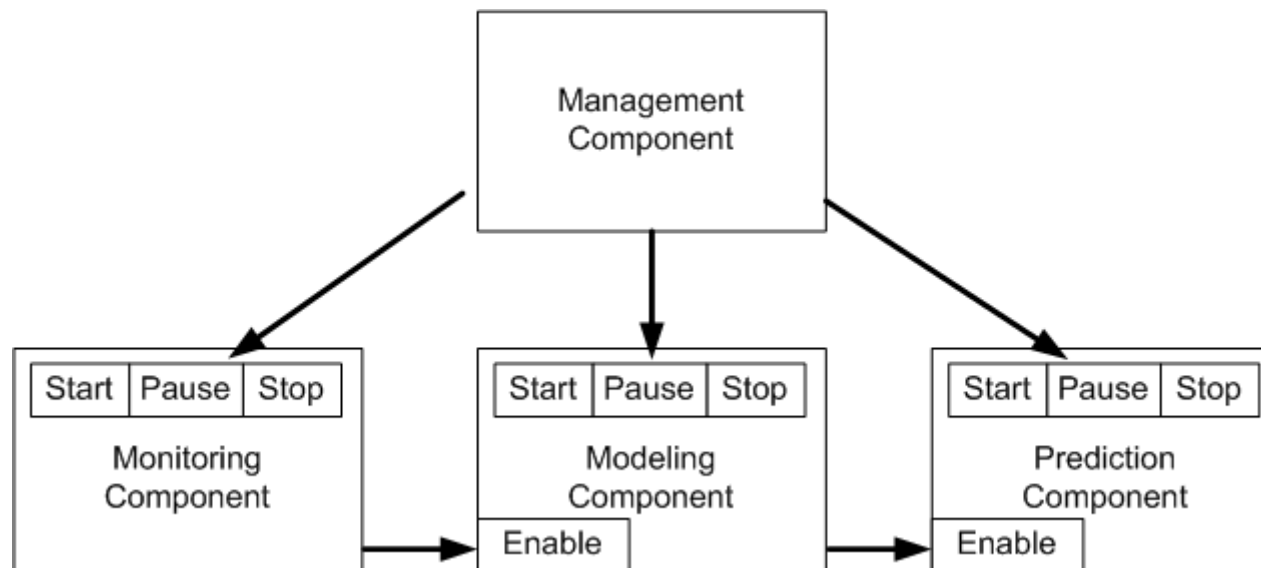 Management
Component
Start Pause Stop
Monitoring
Component
Start Pause Stop
Modeling
Component
Enable
Start Pause Stop
Prediction
Component
Enable